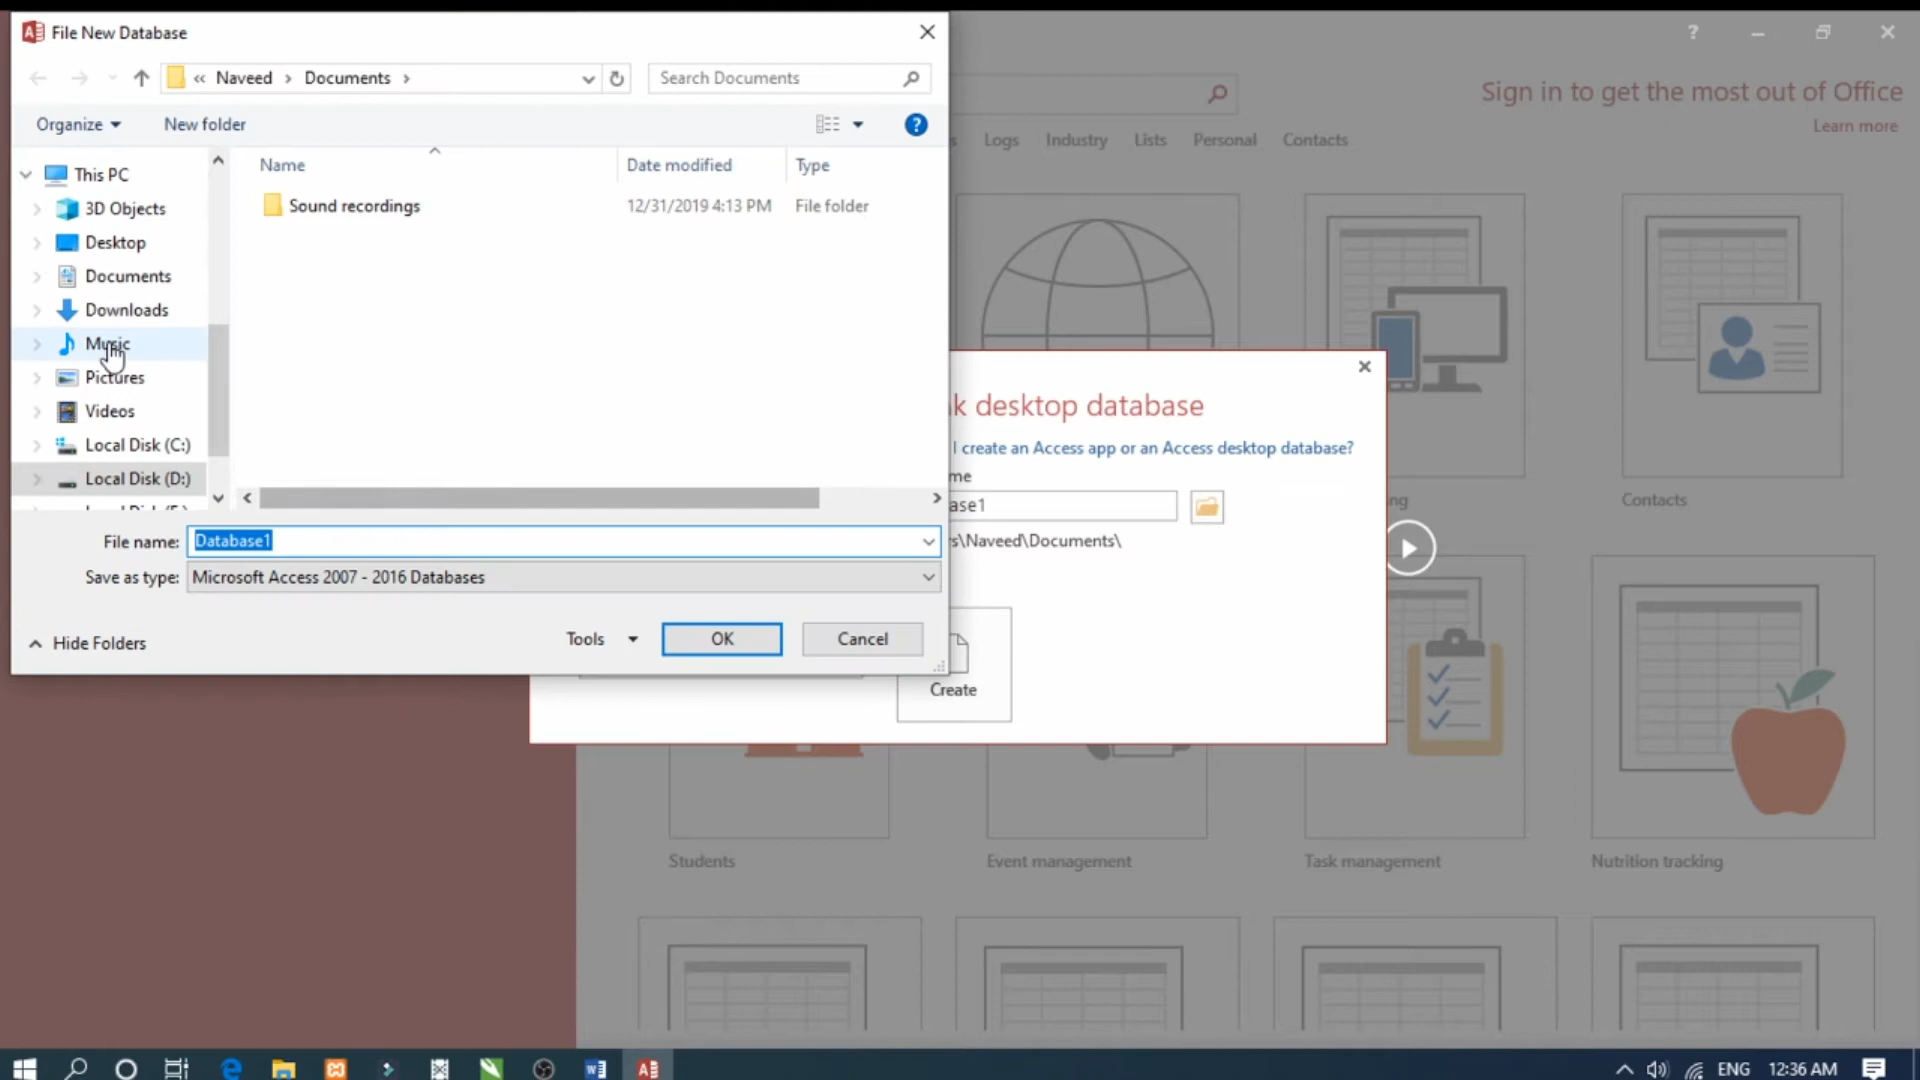 File New Database
« Naveed > Documents >
Search Documents
Organize
New folder
This PC
3D Objects
Desktop
Documents
Downloads
Music
Pictures
Videos
Local Disk (C:)
Local Disk (D:)
Name
Date modified
Type
Sound recordings
12/31/2019 4:13 PM
File folder
File name:
Database1
Save as type:
Microsoft Access 2007 - 2016 Databases
Hide Folders
Tools
OK
Cancel
?
Sign in to get the most out of Office
Learn more
Logs
Industry
Lists
Personal
Contacts
k desktop database
I create an Access app or an Access desktop database?
me
ase1
s\Naveed\Documents\
Create
ng
Contacts
Students
Event management
Task management
Nutrition tracking
ENG
12:36 AM